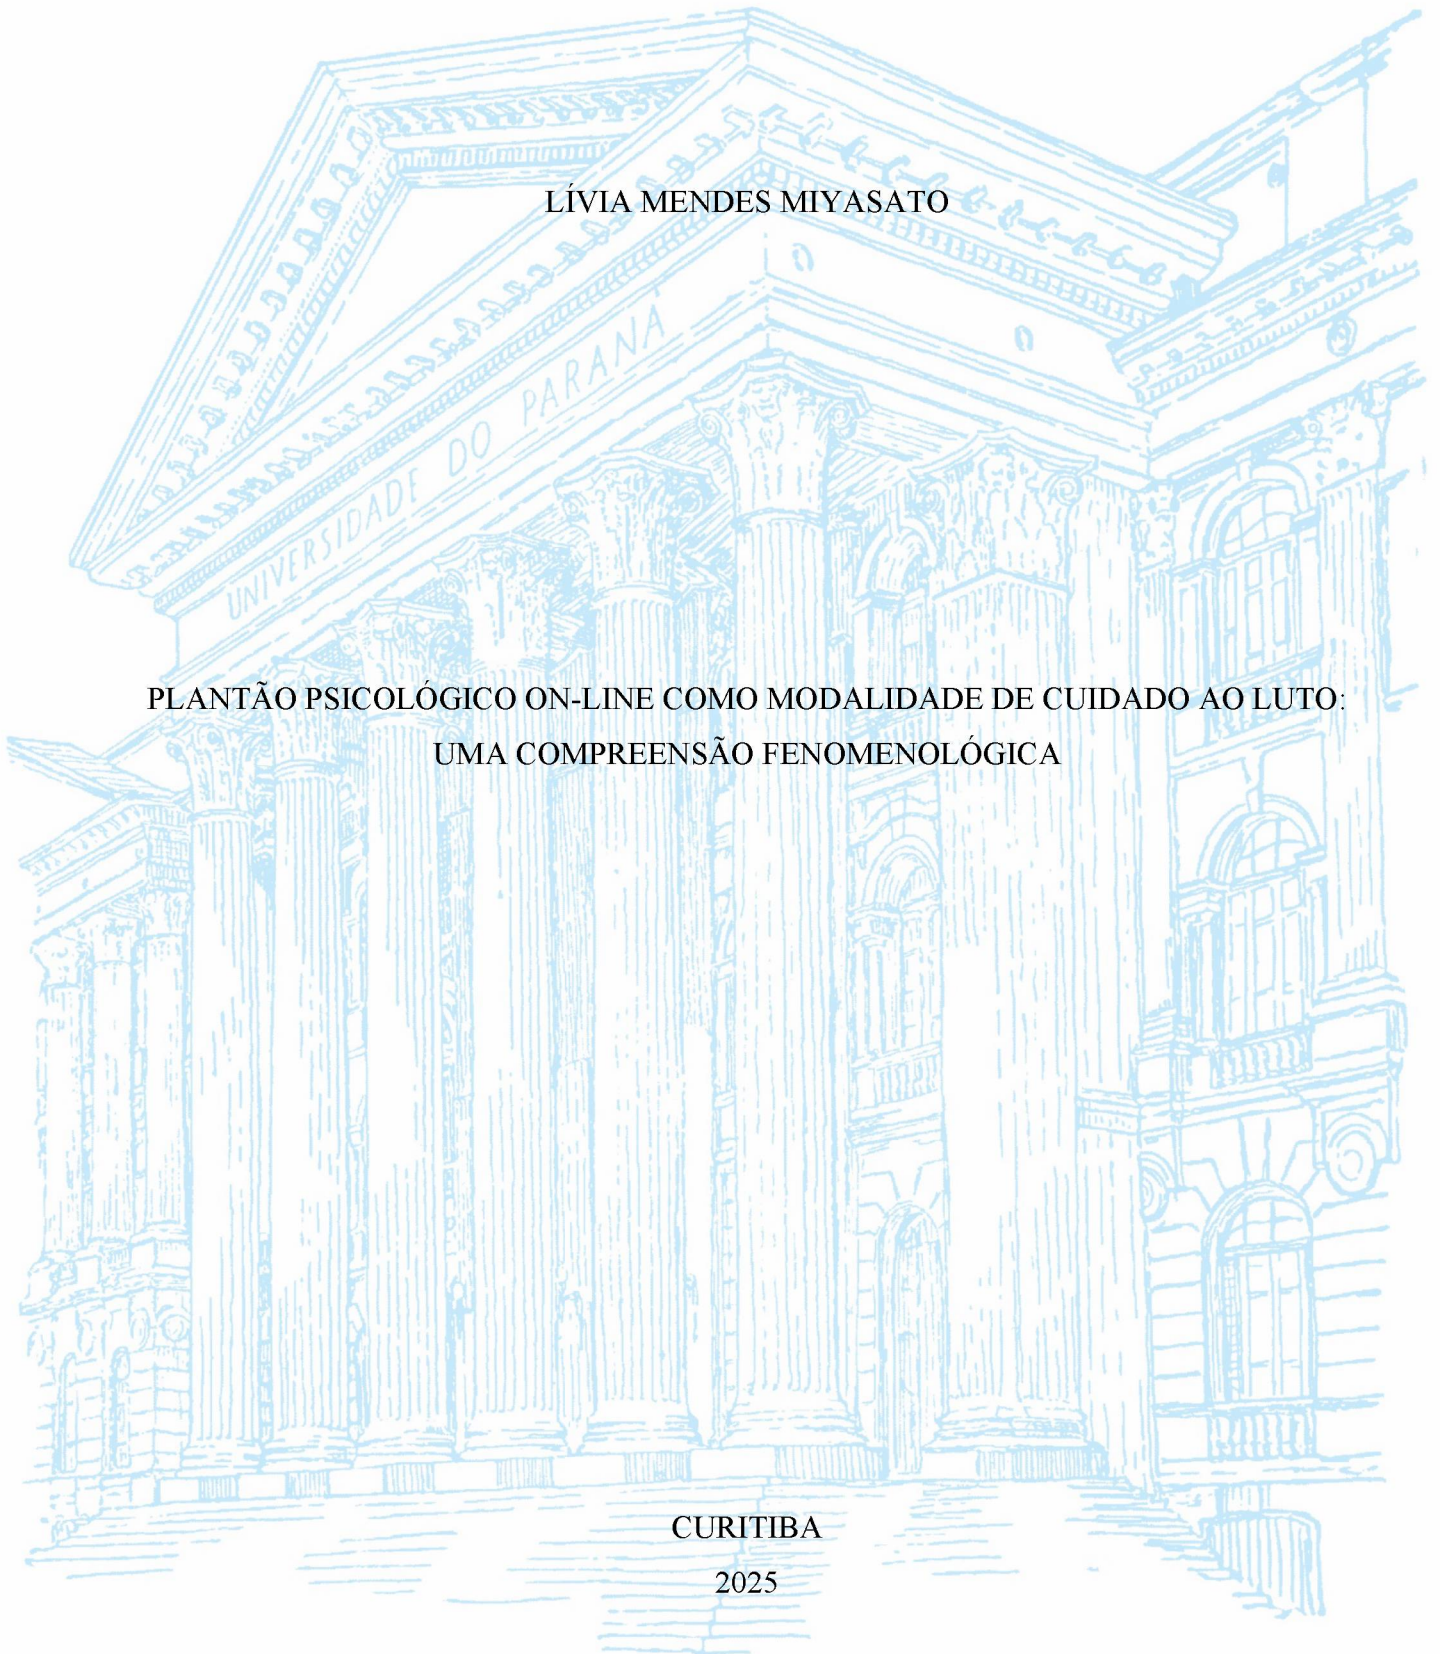 LÍVIA MENDES MIYASATO
UNIVERSIDADE DO PARANÁ
PLANTÃO PSICOLÓGICO ON-LINE COMO MODALIDADE DE CUIDADO AO LUTO:
UMA COMPREENSÃO FENOMENOLÓGICA
CURITIBA
2025